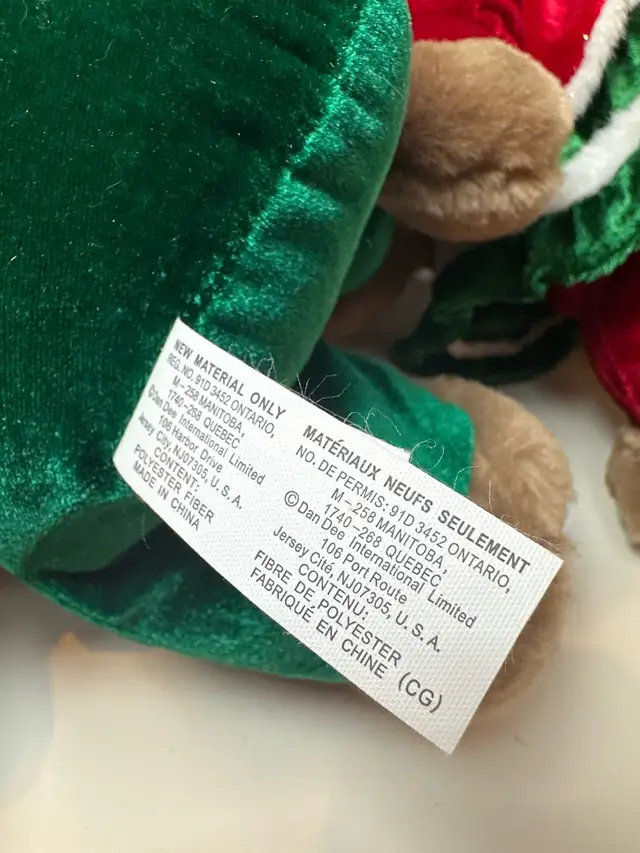 NEW MATERIAL ONLY
REG. NO. 91D 3452 ONTARIO,
M-258 MANITOBA,
1740-268 QUEBEC
©Dan Dee International Limited
106 Harbor Drive
Jersey City, NJ07305, U. S. A.
CONTENT:
POLYESTER FIBER
MADE IN CHINA
MATÉRIAUX NEUFS SEULEMENT
NO. DE PERMIS: 91D 3452 ONTARIO,
M-258 MANITOBA,
1740-268 QUEBEC
©Dan Dee International Limited
106 Port Route
Jersey Cité, NJ07305, U. S. A.
CONTENU:
FIBRE DE POLYESTER
FABRIQUÉ EN CHINE (CG)